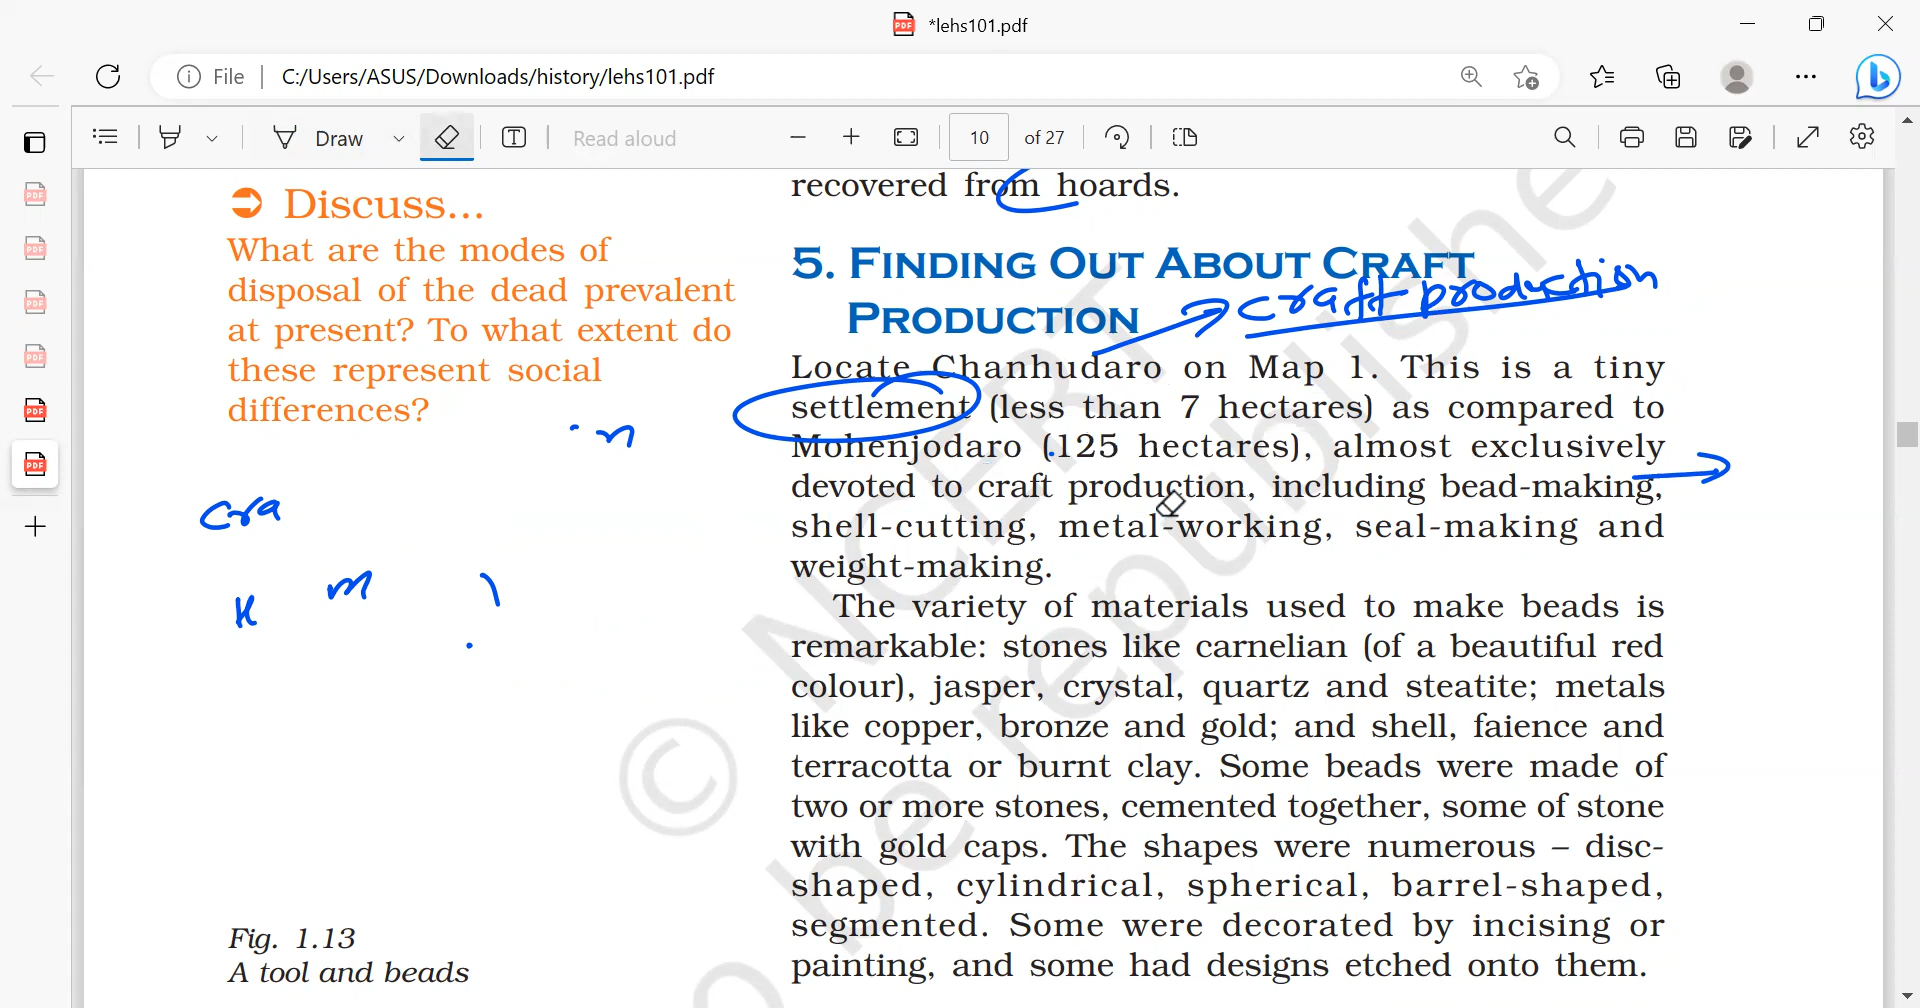 *lehs101.pdf
File
C:/Users/ASUS/Downloads/history/lehs101.pdf
Draw
Read aloud
10 of 27
recovered from hoards.
Discuss...
What are the modes of
disposal of the dead prevalent
at present? To what extent do
these represent social
differences?
n
cra
m
5. Finding Out About Craft
Production
craft production
Locate Chanhudaro on Map 1. This is a tiny
settlement (less than 7 hectares) as compared to
Mohenjodaro (125 hectares), almost exclusively
devoted to craft production, including bead-making,
shell-cutting, metal-working, seal-making and
weight-making.
The variety of materials used to make beads is
remarkable: stones like carnelian (of a beautiful red
colour), jasper, crystal, quartz and steatite; metals
like copper, bronze and gold; and shell, faience and
terracotta or burnt clay. Some beads were made of
two or more stones, cemented together, some of stone
with gold caps. The shapes were numerous – disc-
shaped, cylindrical, spherical, barrel-shaped,
segmented. Some were decorated by incising or
painting, and some had designs etched onto them.
Fig. 1.13
A tool and beads
© NCERT
be republishe